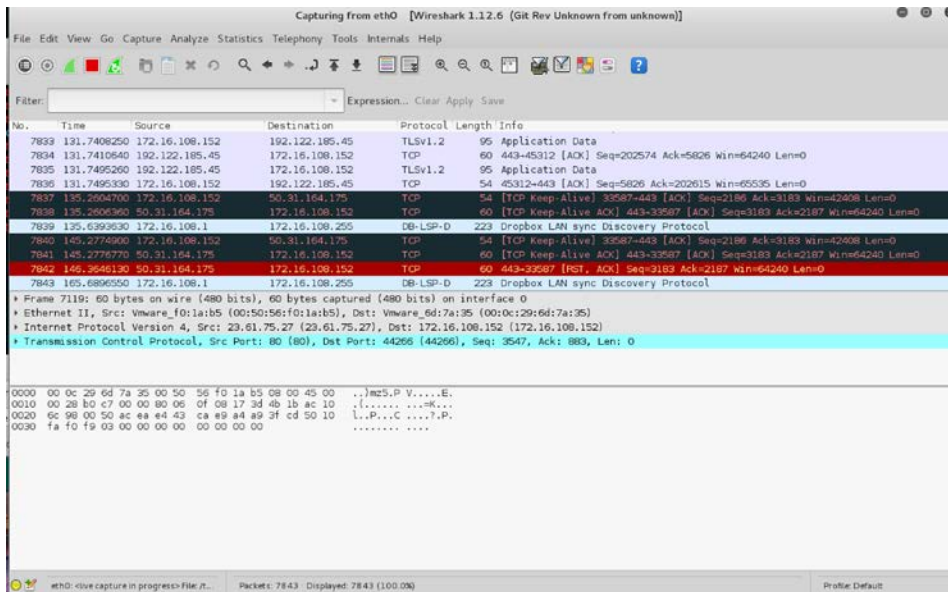 Capturing from eth0 [Wireshark 1.12.6 (Git Rev Unknown from unknown)]
File Edit View Go Capture Analyze Statistics Telephony Tools Internals Help
Filter: Expression... Clear Apply Save
No. Time Source Destination Protocol Length Info
7833 131.7408250 172.16.108.152 192.122.185.45 TLSv1.2 95 Application Data
7834 131.7410640 192.122.185.45 172.16.108.152 TCP 60 443→45312 [ACK] Seq=202574 Ack=5826 Win=64240 Len=0
7835 131.7495260 192.122.185.45 172.16.108.152 TLSv1.2 95 Application Data
7836 131.7495330 172.16.108.152 192.122.185.45 TCP 54 45312→443 [ACK] Seq=5826 Ack=202615 Win=65535 Len=0
7837 135.2604700 172.16.108.152 50.31.164.175 TCP 54 [TCP Keep-Alive] 33587→443 [ACK] Seq=2186 Ack=3183 Win=42408 Len=0
7838 135.2606360 50.31.164.175 172.16.108.152 TCP 60 [TCP Keep-Alive ACK] 443→33587 [ACK] Seq=3183 Ack=2187 Win=64240 Len=0
7839 135.6393630 172.16.108.1 172.16.108.255 DB-LSP-D 223 Dropbox LAN sync Discovery Protocol
7840 145.2774900 172.16.108.152 50.31.164.175 TCP 54 [TCP Keep-Alive] 33587→443 [ACK] Seq=2186 Ack=3183 Win=42408 Len=0
7841 145.2776770 50.31.164.175 172.16.108.152 TCP 60 [TCP Keep-Alive ACK] 443→33587 [ACK] Seq=3183 Ack=2187 Win=64240 Len=0
7842 146.3646130 50.31.164.175 172.16.108.152 TCP 60 443→33587 [RST, ACK] Seq=3183 Ack=2187 Win=64240 Len=0
7843 165.6896550 172.16.108.1 172.16.108.255 DB-LSP-D 223 Dropbox LAN sync Discovery Protocol
Frame 7119: 60 bytes on wire (480 bits), 60 bytes captured (480 bits) on interface 0
Ethernet II, Src: Vmware_f0:1a:b5 (00:50:56:f0:1a:b5), Dst: Vmware_6d:7a:35 (00:0c:29:6d:7a:35)
Internet Protocol Version 4, Src: 23.61.75.27 (23.61.75.27), Dst: 172.16.108.152 (172.16.108.152)
Transmission Control Protocol, Src Port: 80 (80), Dst Port: 44266 (44266), Seq: 3547, Ack: 883, Len: 0
0000 00 0c 29 6d 7a 35 00 50 56 f0 1a b5 08 00 45 00 ..)mz5.P V.....E.
0010 00 28 b0 c7 00 00 80 06 0f 08 17 3d 4b 1b ac 10 .(...... ...=K...
0020 6c 98 00 50 ac ea e4 43 ca e9 a4 a9 3f cd 50 10 l..P...C ....?.P.
0030 fa f0 f9 03 00 00 00 00 00 00 00 00 ........ ....
eth0: <live capture in progress> File: /t... Packets: 7843 · Displayed: 7843 (100.0%) Profile: Default